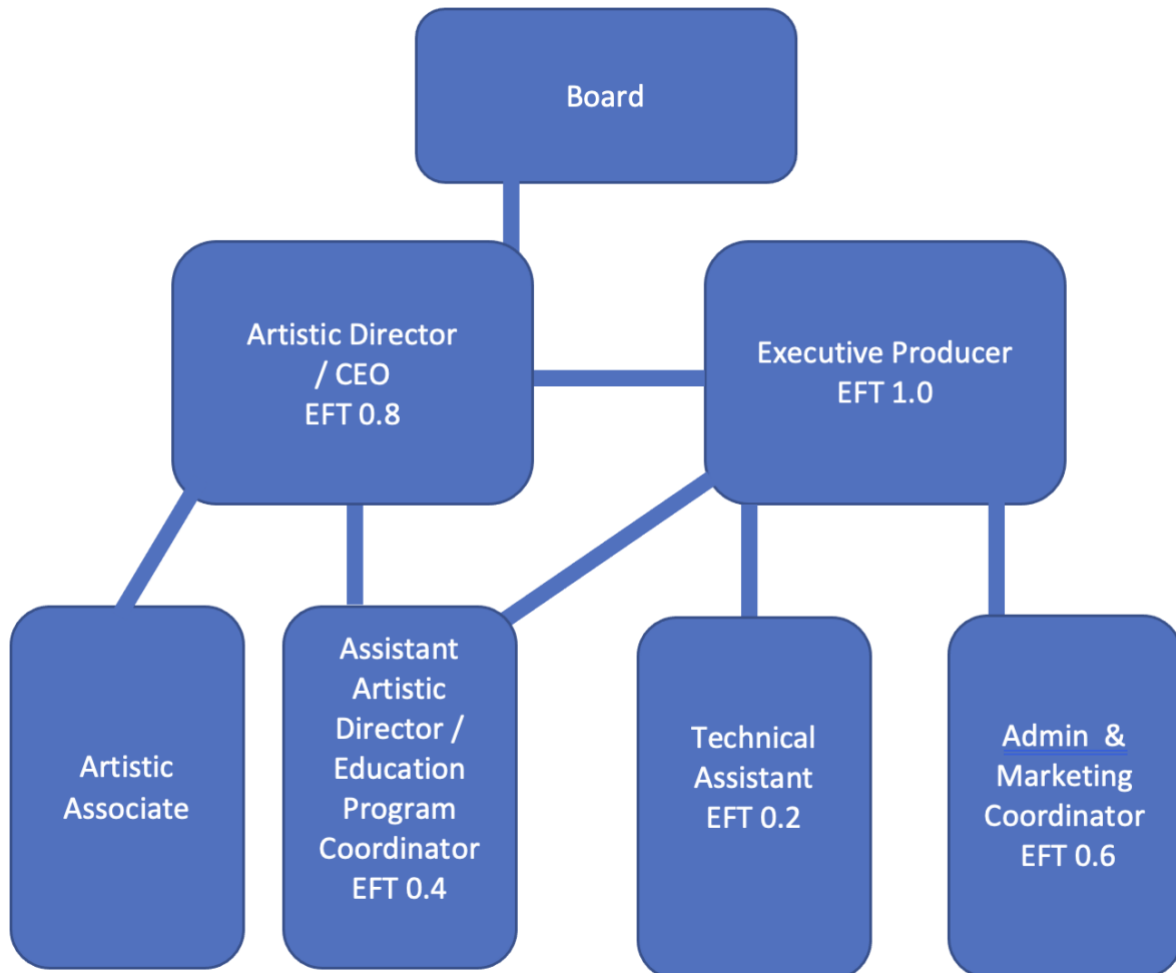 Board
Artistic Director
/ CEO
EFT 0.8
Executive Producer
EFT 1.0
Artistic
Associate
Assistant
Artistic
Director /
Education
Program
Coordinator
EFT 0.4
Technical
Assistant
EFT 0.2
Admin  &
Marketing
Coordinator
EFT 0.6